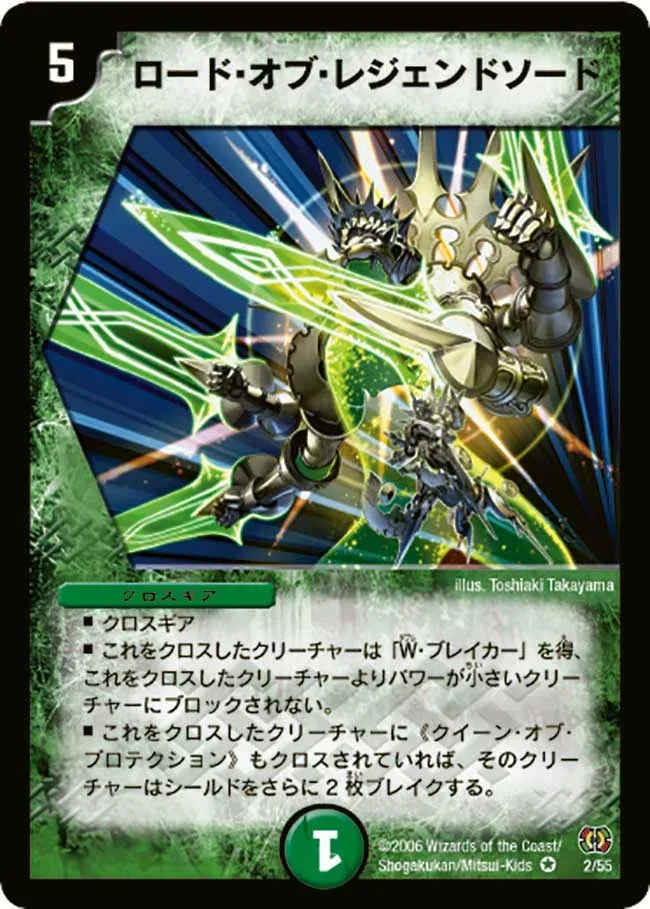 5
ロード・オブ・レジェンドソード
illus. Toshiaki Takayama
クロスギア
■ クロスギア
■ これをクロスしたクリーチャーは「W・ブレイカー」を得、
これをクロスしたクリーチャーよりパワーが小さいクリー
チャーにブロックされない。
■ これをクロスしたクリーチャーに《クイーン・オブ・
プロテクション》もクロスされていれば、そのクリー
チャーはシールドをさらに2枚ブレイクする。
1
©2006 Wizards of the Coast/
Shogakukan/Mitsui-Kids ✪ 2/55